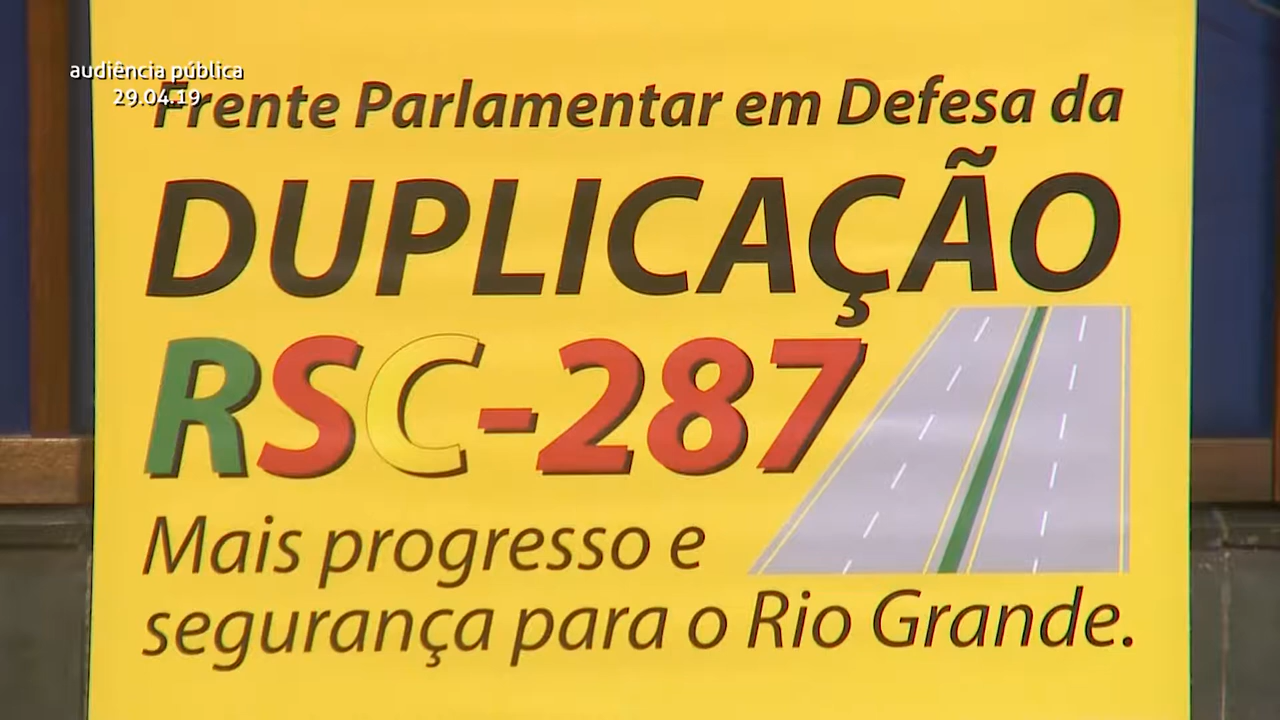 audiência pública
29.04.19
Frente Parlamentar em Defesa da
DUPLICAÇÃO
RSC-287
Mais progresso e
segurança para o Rio Grande.